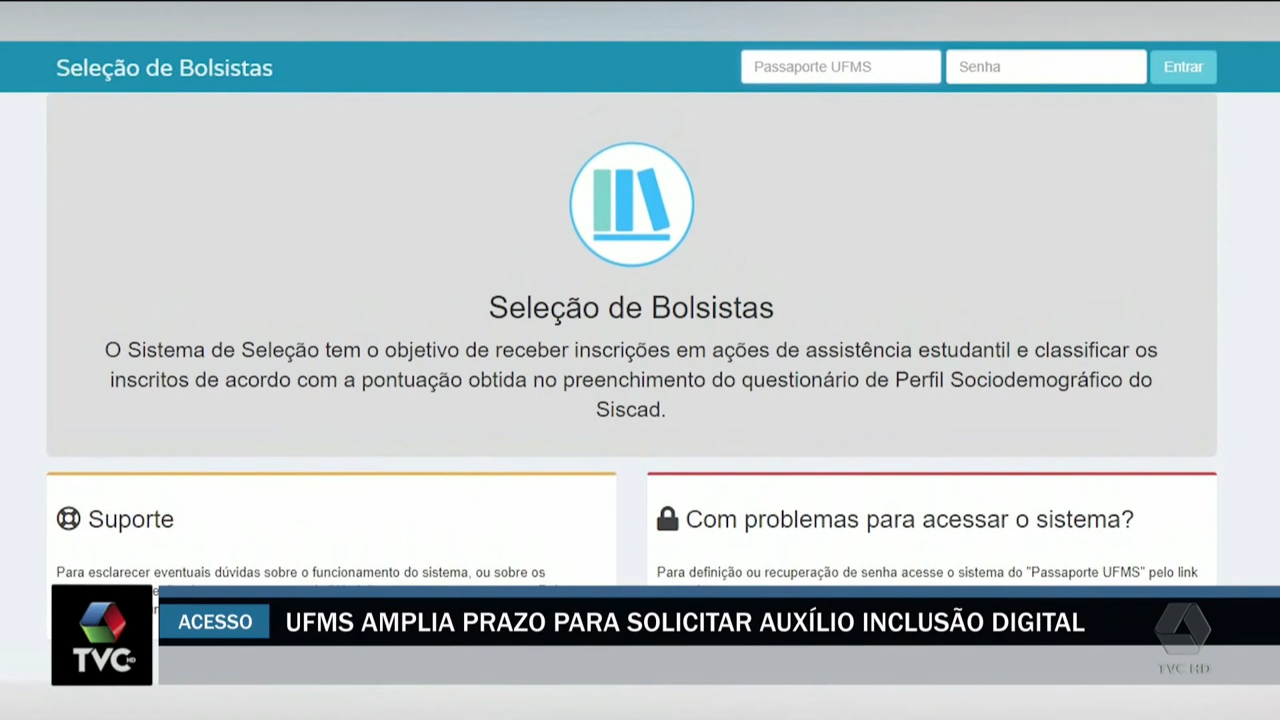 Seleção de Bolsistas
Passaporte UFMS
Senha
Entrar
Seleção de Bolsistas
O Sistema de Seleção tem o objetivo de receber inscrições em ações de assistência estudantil e classificar os
inscritos de acordo com a pontuação obtida no preenchimento do questionário de Perfil Sociodemográfico do
Siscad.
Suporte
Com problemas para acessar o sistema?
Para esclarecer eventuais dúvidas sobre o funcionamento do sistema, ou sobre os
Para definição ou recuperação de senha acesse o sistema do "Passaporte UFMS" pelo link
ACESSO
UFMS AMPLIA PRAZO PARA SOLICITAR AUXÍLIO INCLUSÃO DIGITAL
TVC HD
TVC HD